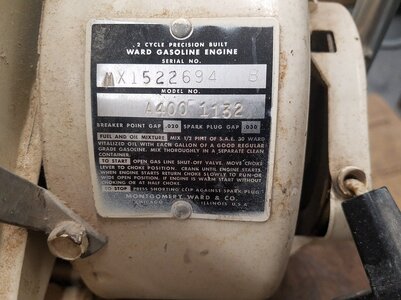 2 CYCLE PRECISION BUILT
WARD GASOLINE ENGINE
SERIAL NO.
MX1522694 B
MODEL NO.
A400 1132
BREAKER POINT GAP .020 SPARK PLUG GAP .030
FUEL AND OIL MIXTURE MIX 1/2 PINT OF S.A.E. 30 WARD
VITALIZED OIL WITH EACH GALLON OF A GOOD REGULAR
GRADE GASOLINE. MIX THOROUGHLY IN A SEPARATE CLEAN
CONTAINER.
TO START OPEN GAS LINE SHUT-OFF VALVE. MOVE CHOKE
LEVER TO CHOKE POSITION. CRANK UNTIL ENGINE STARTS.
WHEN ENGINE STARTS RETURN CHOKE SLOWLY TO RUN-OR
WIDE OPEN POSITION. IF ENGINE IS WARM START WITHOUT
CHOKING OR AT HALF CHOKE.
TO STOP PRESS SHORTING CLIP AGAINST SPARK PLUG
MONTGOMERY WARD & CO.
CHICAGO ILLINOIS U.S.A.